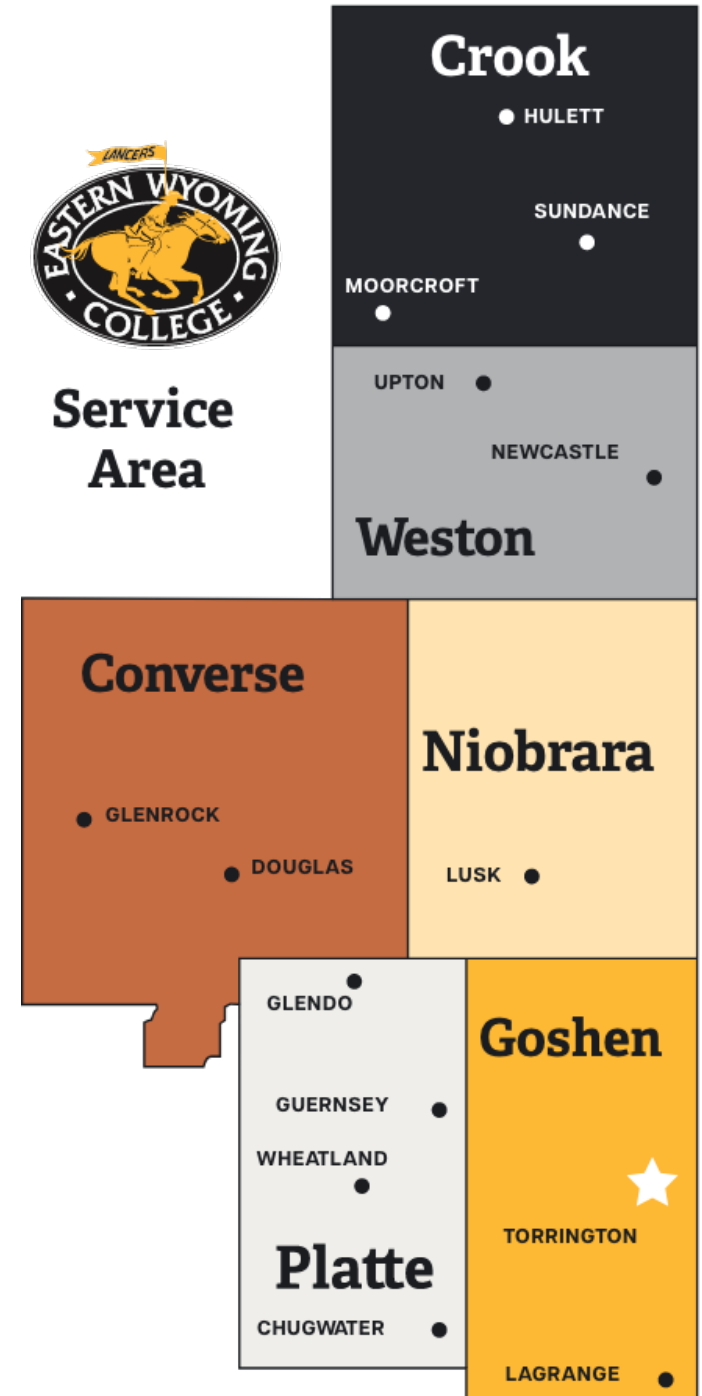 Crook
HULETT
SUNDANCE
MOORCROFT
LANCERS
EASTERN WYOMING
COLLEGE
Service
Area
UPTON
NEWCASTLE
Weston
Converse
GLENROCK
DOUGLAS
Niobrara
LUSK
GLENDO
GUERNSEY
WHEATLAND
Platte
CHUGWATER
Goshen
TORRINGTON
LAGRANGE